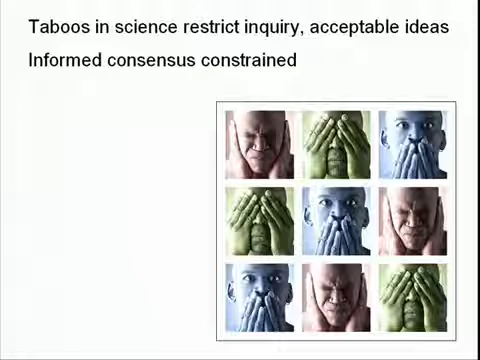 Taboos in science restrict inquiry, acceptable ideas
Informed consensus constrained